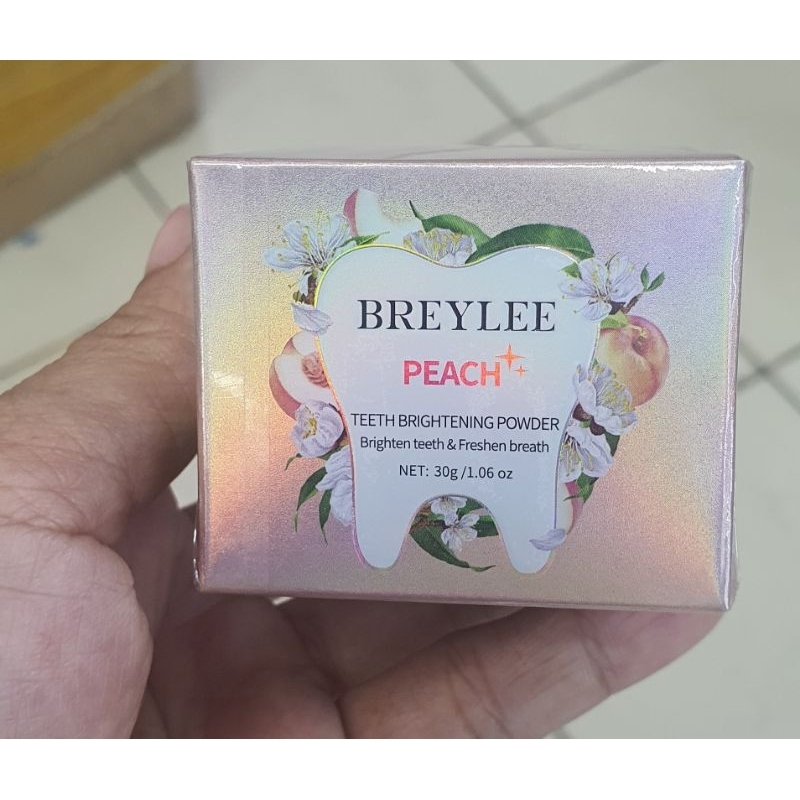 BREYLEE
PEACH
TEETH BRIGHTENING POWDER
Brighten teeth & Freshen breath
NET: 30g /1.06 oz